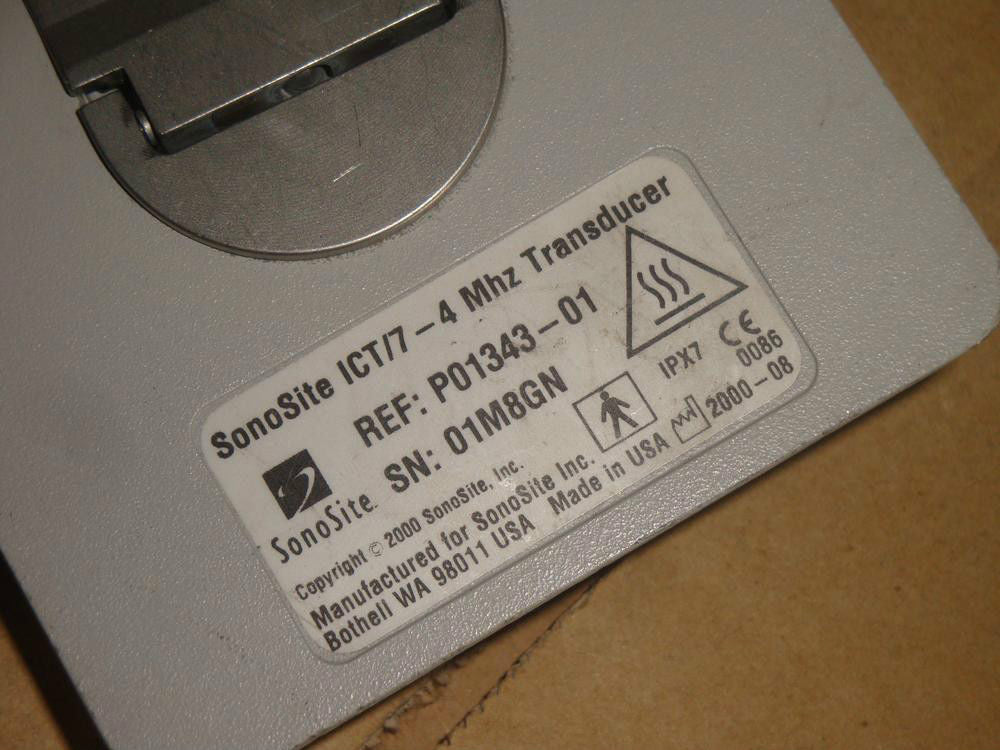 SonoSite ICT/7-4 Mhz Transducer
REF: P01343-01
SN: 01M8GN
SonoSite
IPX7
CE
0086
2000-08
Copyright © 2000 SonoSite, Inc.
Manufactured for SonoSite Inc.
Bothell WA 98011 USA Made in USA